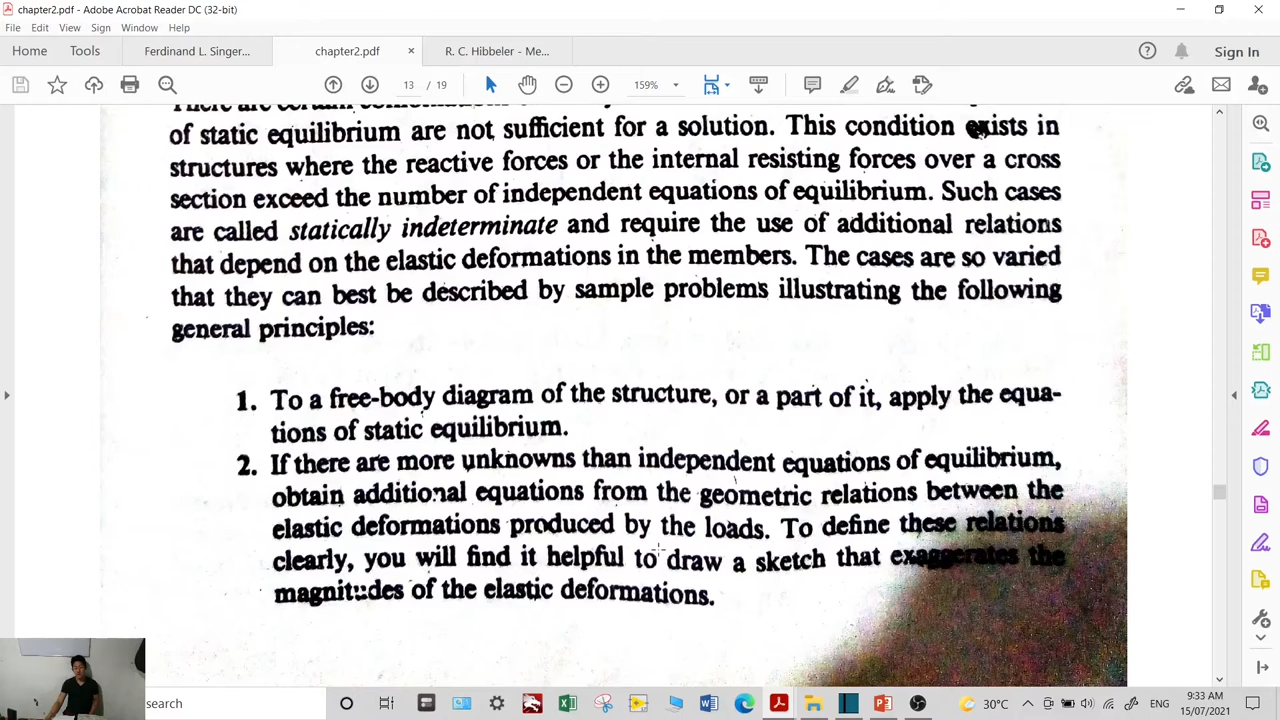 chapter2.pdf - Adobe Acrobat Reader DC (32-bit)
File Edit View Sign Window Help
Home Tools Ferdinand L. Singer... chapter2.pdf × R. C. Hibbeler - Me... Sign In
13 / 19 159%
of static equilibrium are not sufficient for a solution. This condition exists in
structures where the reactive forces or the internal resisting forces over a cross
section exceed the number of independent equations of equilibrium. Such cases
are called statically indeterminate and require the use of additional relations
that depend on the elastic deformations in the members. The cases are so varied
that they can best be described by sample problems illustrating the following
general principles:
1. To a free-body diagram of the structure, or a part of it, apply the equa-
tions of static equilibrium.
2. If there are more unknowns than independent equations of equilibrium,
obtain additional equations from the geometric relations between the
elastic deformations produced by the loads. To define these relations
clearly, you will find it helpful to draw a sketch that exaggerates the
magnitudes of the elastic deformations.
search
30°C ENG
9:33 AM
15/07/2021